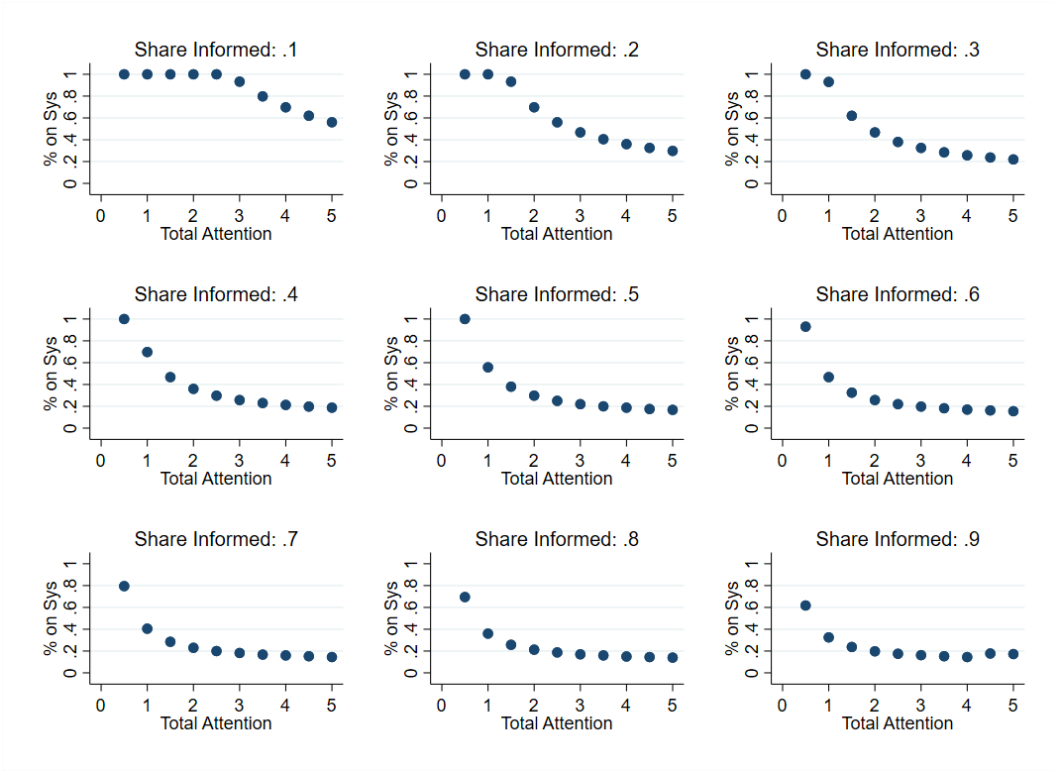 Share Informed: .1
% on Sys
0 .2 .4 .6 .8 1
0 1 2 3 4 5
Total Attention
Share Informed: .2
% on Sys
0 .2 .4 .6 .8 1
0 1 2 3 4 5
Total Attention
Share Informed: .3
% on Sys
0 .2 .4 .6 .8 1
0 1 2 3 4 5
Total Attention
Share Informed: .4
% on Sys
0 .2 .4 .6 .8 1
0 1 2 3 4 5
Total Attention
Share Informed: .5
% on Sys
0 .2 .4 .6 .8 1
0 1 2 3 4 5
Total Attention
Share Informed: .6
% on Sys
0 .2 .4 .6 .8 1
0 1 2 3 4 5
Total Attention
Share Informed: .7
% on Sys
0 .2 .4 .6 .8 1
0 1 2 3 4 5
Total Attention
Share Informed: .8
% on Sys
0 .2 .4 .6 .8 1
0 1 2 3 4 5
Total Attention
Share Informed: .9
% on Sys
0 .2 .4 .6 .8 1
0 1 2 3 4 5
Total Attention